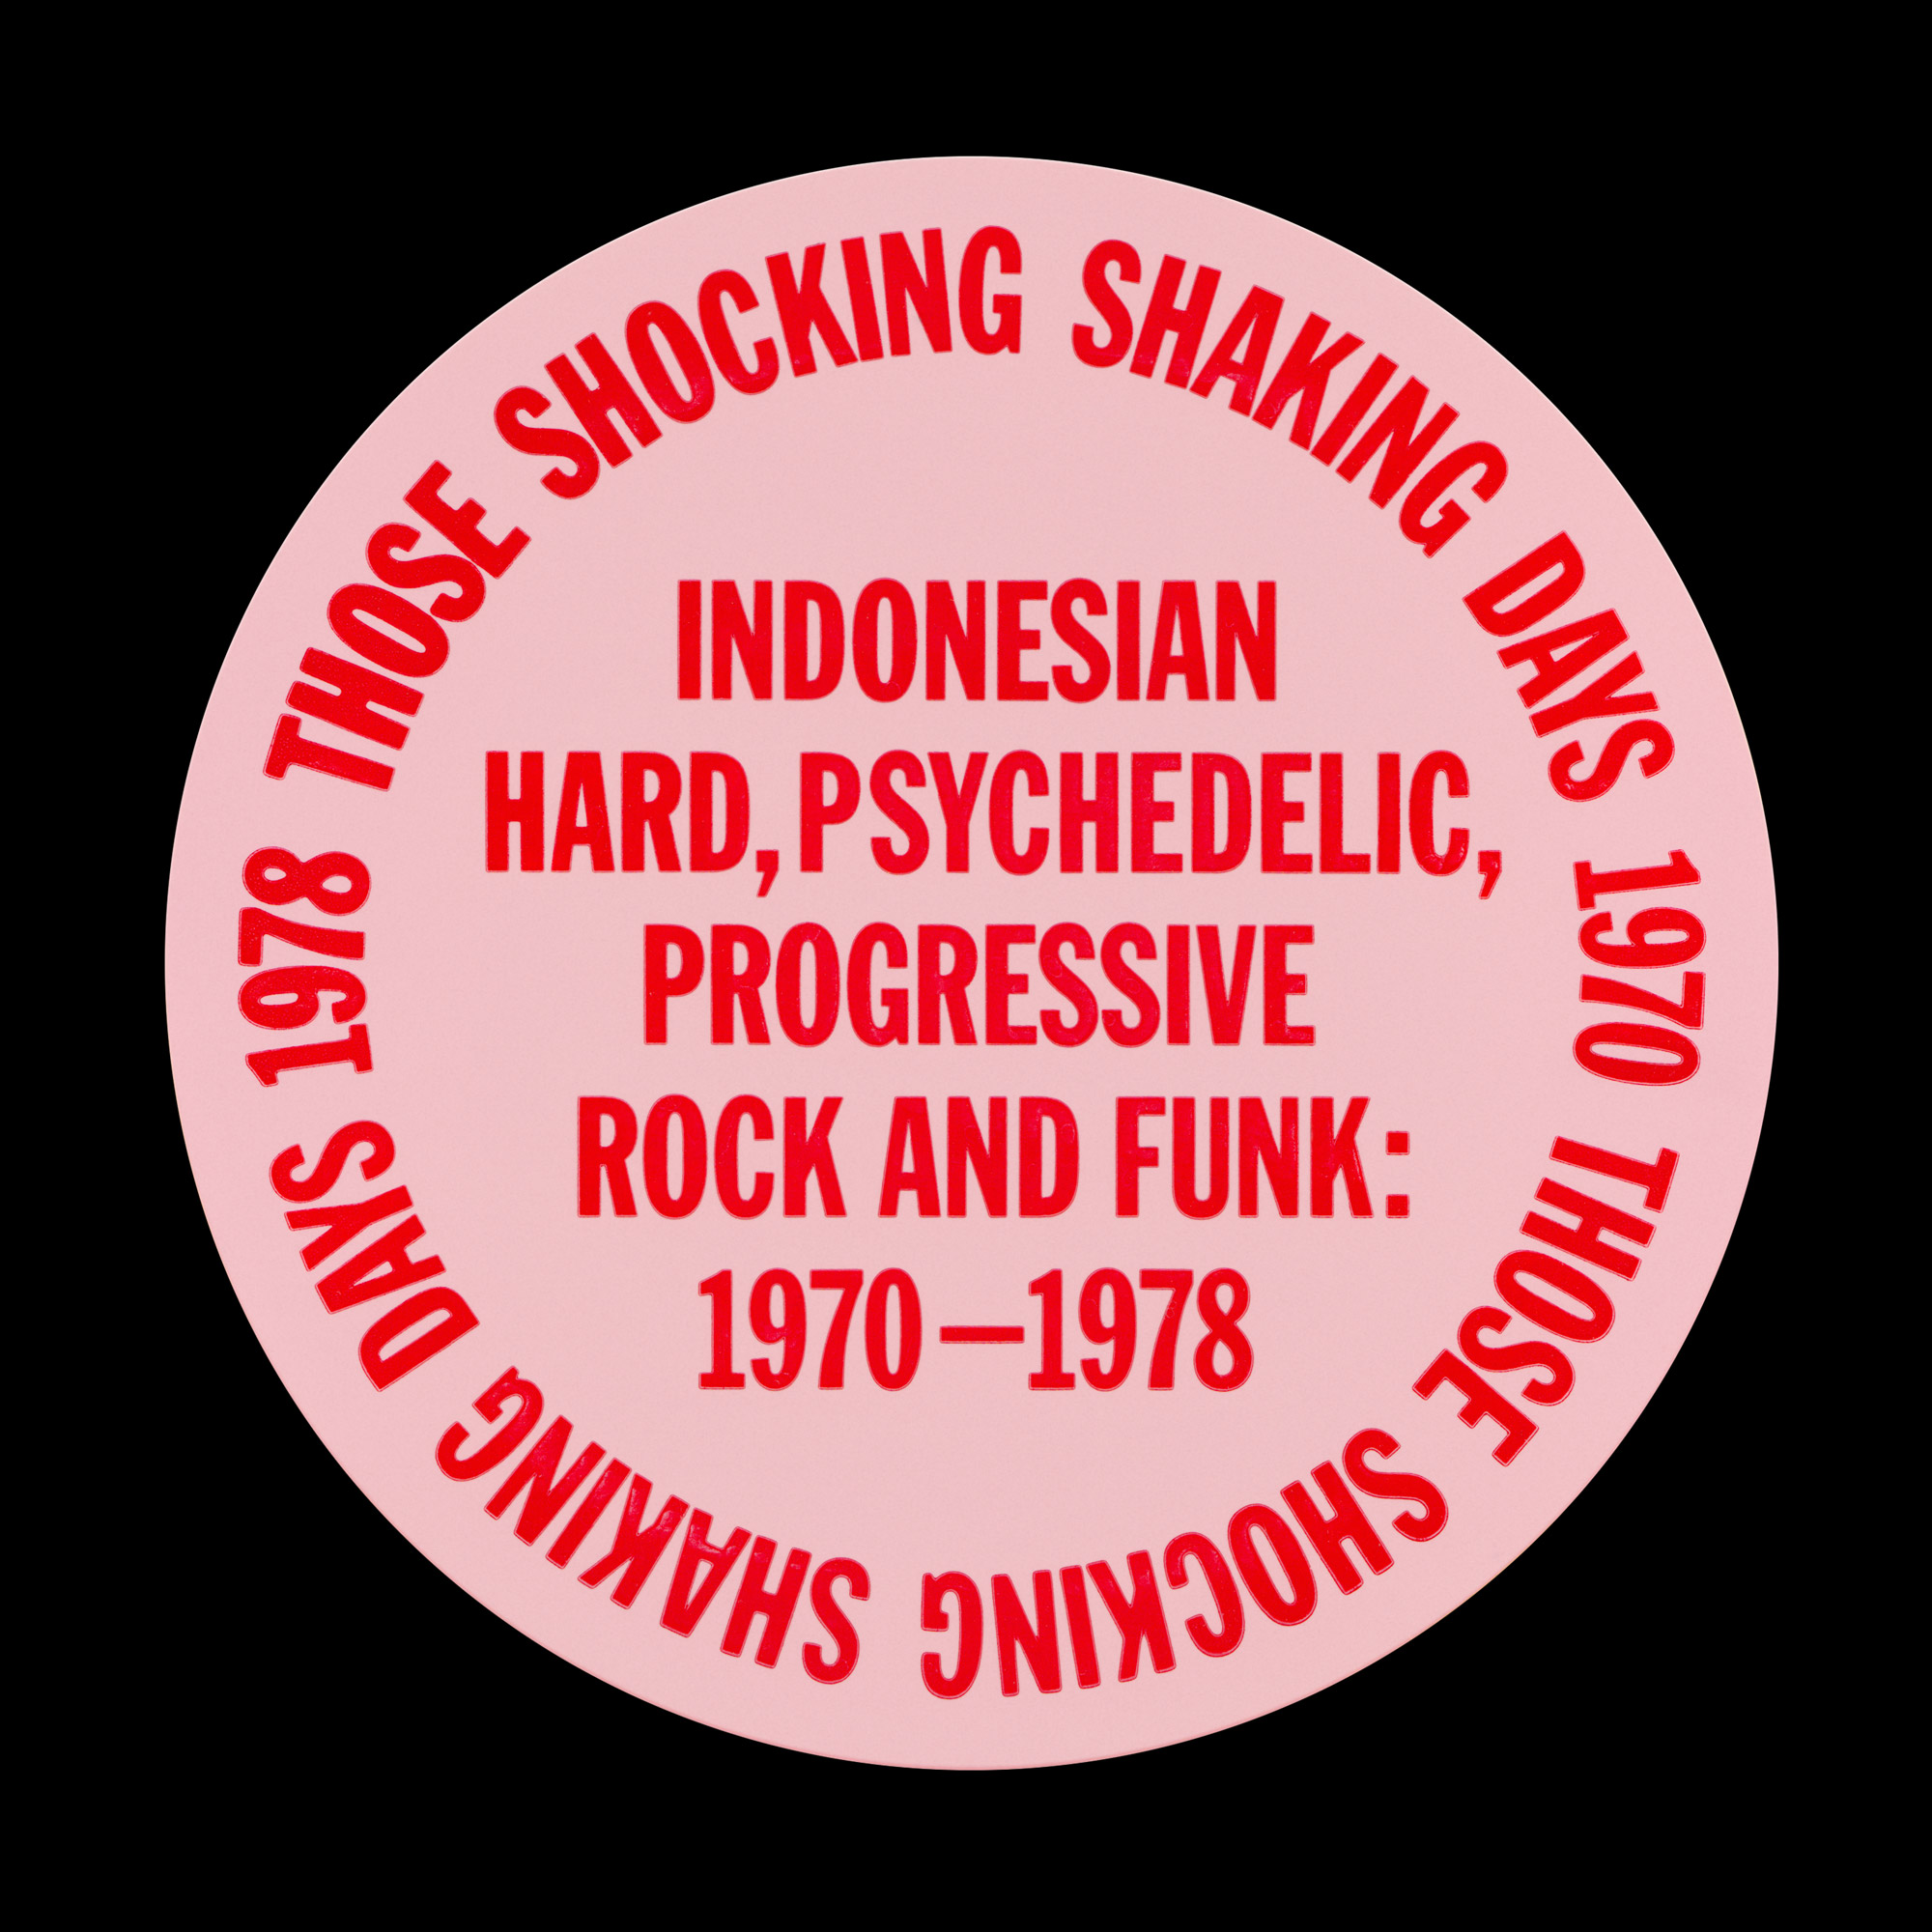 THOSE SHOCKING SHAKING DAYS 1970 THOSE SHOCKING SHAKING DAYS 1978
INDONESIAN
HARD, PSYCHEDELIC,
PROGRESSIVE
ROCK AND FUNK:
1970—1978